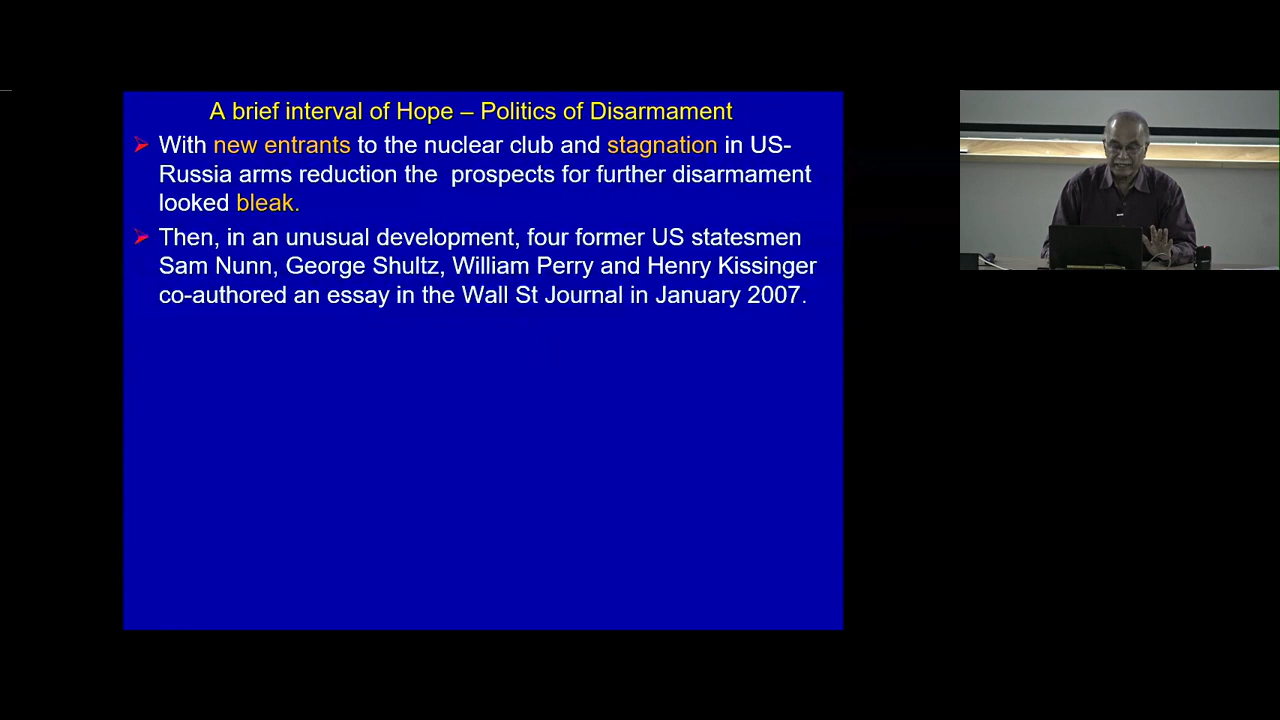 A brief interval of Hope – Politics of Disarmament
With new entrants to the nuclear club and stagnation in US-
Russia arms reduction the prospects for further disarmament
looked bleak.
Then, in an unusual development, four former US statesmen
Sam Nunn, George Shultz, William Perry and Henry Kissinger
co-authored an essay in the Wall St Journal in January 2007.